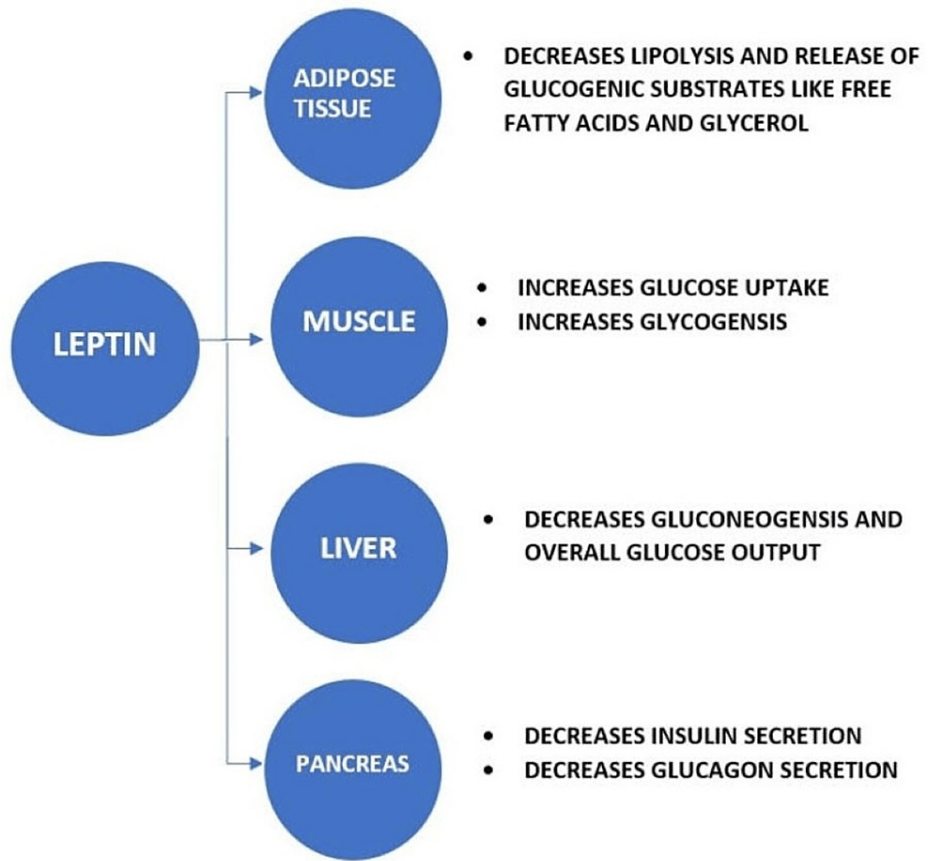 LEPTIN
ADIPOSE
TISSUE
• DECREASES LIPOLYSIS AND RELEASE OF
GLUCOGENIC SUBSTRATES LIKE FREE
FATTY ACIDS AND GLYCEROL
MUSCLE
• INCREASES GLUCOSE UPTAKE
• INCREASES GLYCOGENSIS
LIVER
• DECREASES GLUCONEOGENSIS AND
OVERALL GLUCOSE OUTPUT
PANCREAS
• DECREASES INSULIN SECRETION
• DECREASES GLUCAGON SECRETION